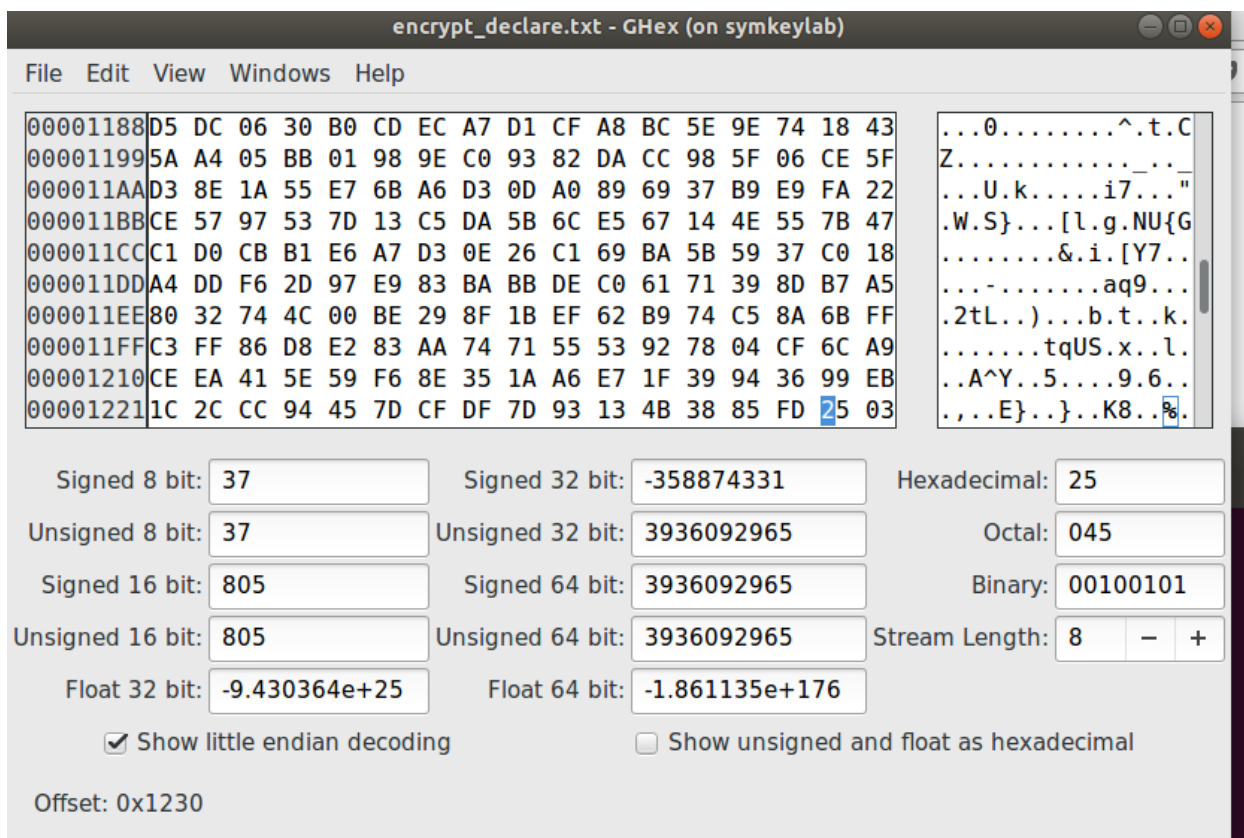 encrypt_declare.txt - GHex (on symkeylab)
File Edit View Windows Help
00001188 D5 DC 06 30 B0 CD EC A7 D1 CF A8 BC 5E 9E 74 18 43 ...0........^.t.C
00001199 5A A4 05 BB 01 98 9E C0 93 82 DA CC 98 5F 06 CE 5F Z............_.._
000011AA D3 8E 1A 55 E7 6B A6 D3 0D A0 89 69 37 B9 E9 FA 22 ...U.k.....i7..."
000011BB CE 57 97 53 7D 13 C5 DA 5B 6C E5 67 14 4E 55 7B 47 .W.S}...[l.g.NU{G
000011CC C1 D0 CB B1 E6 A7 D3 0E 26 C1 69 BA 5B 59 37 C0 18 ........&.i.[Y7..
000011DD A4 DD F6 2D 97 E9 83 BA BB DE C0 61 71 39 8D B7 A5 ...-.......aq9...
000011EE 80 32 74 4C 00 BE 29 8F 1B EF 62 B9 74 C5 8A 6B FF .2tL..)...b.t..k.
000011FF C3 FF 86 D8 E2 83 AA 74 71 55 53 92 78 04 CF 6C A9 .......tqUS.x..l.
00001210 CE EA 41 5E 59 F6 8E 35 1A A6 E7 1F 39 94 36 99 EB ..A^Y..5....9.6..
00001221 1C 2C CC 94 45 7D CF DF 7D 93 13 4B 38 85 FD 25 03 .,..E}..}..K8..%.
Signed 8 bit: 37 Signed 32 bit: -358874331 Hexadecimal: 25
Unsigned 8 bit: 37 Unsigned 32 bit: 3936092965 Octal: 045
Signed 16 bit: 805 Signed 64 bit: 3936092965 Binary: 00100101
Unsigned 16 bit: 805 Unsigned 64 bit: 3936092965 Stream Length: 8 − +
Float 32 bit: -9.430364e+25 Float 64 bit: -1.861135e+176
Show little endian decoding Show unsigned and float as hexadecimal
Offset: 0x1230